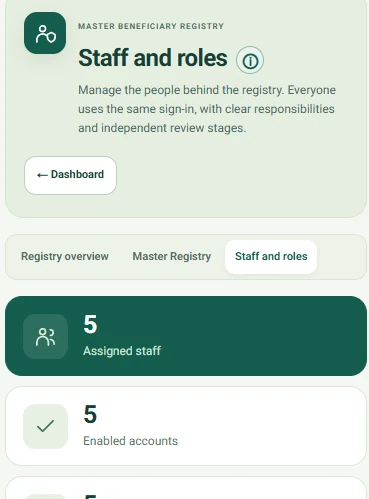 MASTER BENEFICIARY REGISTRY
Staff and roles
Manage the people behind the registry. Everyone
uses the same sign-in, with clear responsibilities
and independent review stages.
← Dashboard
Registry overview Master Registry Staff and roles
5
Assigned staff
5
Enabled accounts